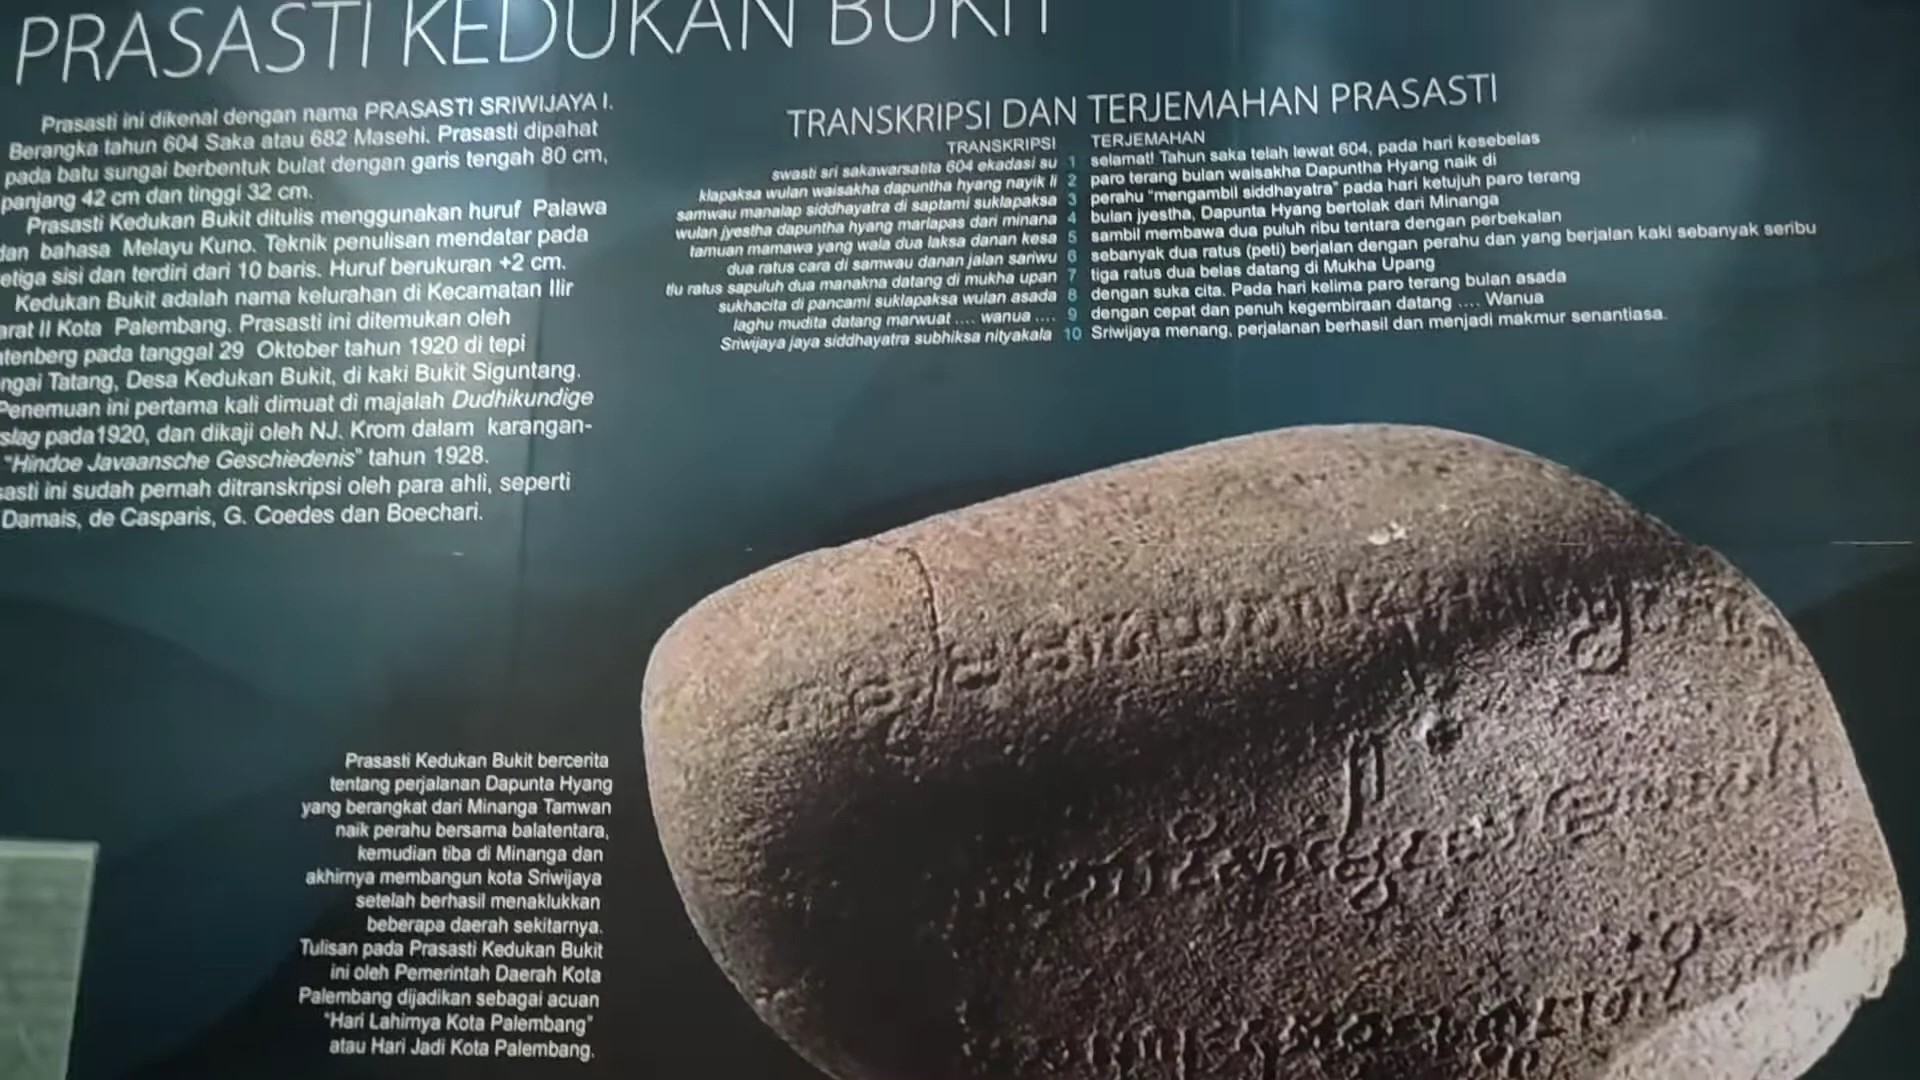 PRASASTI KEDUKAN BUKIT
Prasasti ini dikenal dengan nama PRASASTI SRIWIJAYA I.
Berangka tahun 604 Saka atau 682 Masehi. Prasasti dipahat
pada batu sungai berbentuk bulat dengan garis tengah 80 cm,
panjang 42 cm dan tinggi 32 cm.
Prasasti Kedukan Bukit ditulis menggunakan huruf Palawa
dan bahasa Melayu Kuno. Teknik penulisan mendatar pada
etiga sisi dan terdiri dari 10 baris. Huruf berukuran +2 cm.
Kedukan Bukit adalah nama kelurahan di Kecamatan Ilir
arat II Kota Palembang. Prasasti ini ditemukan oleh
tenberg pada tanggal 29 Oktober tahun 1920 di tepi
ngai Tatang, Desa Kedukan Bukit, di kaki Bukit Siguntang.
Penemuan ini pertama kali dimuat di majalah Dudhikundige
slag pada1920, dan dikaji oleh NJ. Krom dalam karangan-
"Hindoe Javaansche Geschiedenis" tahun 1928.
sasti ini sudah pernah ditranskripsi oleh para ahli, seperti
Damais, de Casparis, G. Coedes dan Boechari.
TRANSKRIPSI DAN TERJEMAHAN PRASASTI
TRANSKRIPSI TERJEMAHAN
swasti sri sakawarsatita 604 ekadasi su 1 selamat! Tahun saka telah lewat 604, pada hari kesebelas
klapaksa wulan waisakha dapuntha hyang nayik li 2 paro terang bulan waisakha Dapuntha Hyang naik di
samwau manalap siddhayatra di saptami suklapaksa 3 perahu "mengambil siddhayatra" pada hari ketujuh paro terang
wulan jyestha dapuntha hyang marlapas dari minana 4 bulan jyestha, Dapunta Hyang bertolak dari Minanga
tamuan mamawa yang wala dua laksa danan kesa 5 sambil membawa dua puluh ribu tentara dengan perbekalan
dua ratus cara di samwau danan jalan sariwu 6 sebanyak dua ratus (peti) berjalan dengan perahu dan yang berjalan kaki sebanyak seribu
tlu ratus sapuluh dua manakna datang di mukha upan 7 tiga ratus dua belas datang di Mukha Upang
sukhacita di pancami suklapaksa wulan asada 8 dengan suka cita. Pada hari kelima paro terang bulan asada
laghu mudita datang marwuat .... wanua .... 9 dengan cepat dan penuh kegembiraan datang .... Wanua
Sriwijaya jaya siddhayatra subhiksa nityakala 10 Sriwijaya menang, perjalanan berhasil dan menjadi makmur senantiasa.
Prasasti Kedukan Bukit bercerita
tentang perjalanan Dapunta Hyang
yang berangkat dari Minanga Tamwan
naik perahu bersama balatentara,
kemudian tiba di Minanga dan
akhirnya membangun kota Sriwijaya
setelah berhasil menaklukkan
beberapa daerah sekitarnya.
Tulisan pada Prasasti Kedukan Bukit
ini oleh Pemerintah Daerah Kota
Palembang dijadikan sebagai acuan
"Hari Lahirnya Kota Palembang"
atau Hari Jadi Kota Palembang.